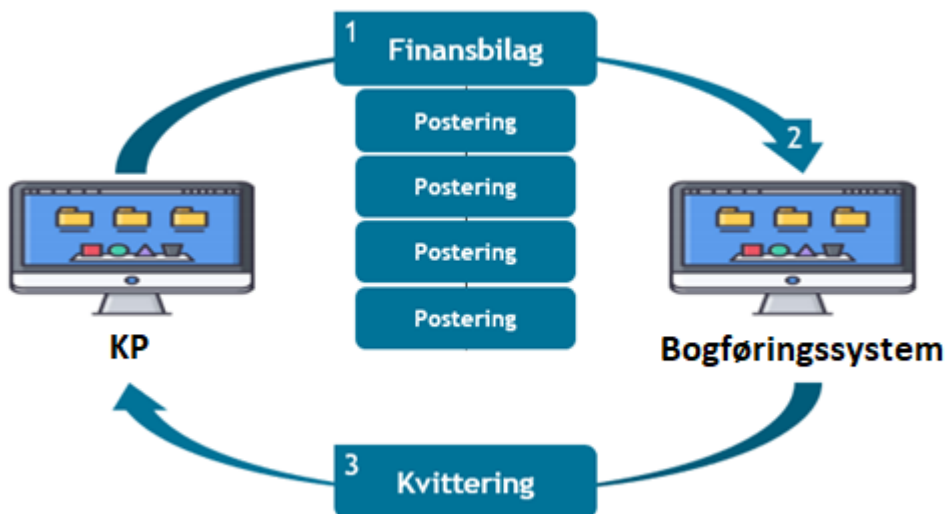 1
Finansbilag
Postering
Postering
Postering
Postering
2
KP
Bogføringssystem
3
Kvittering